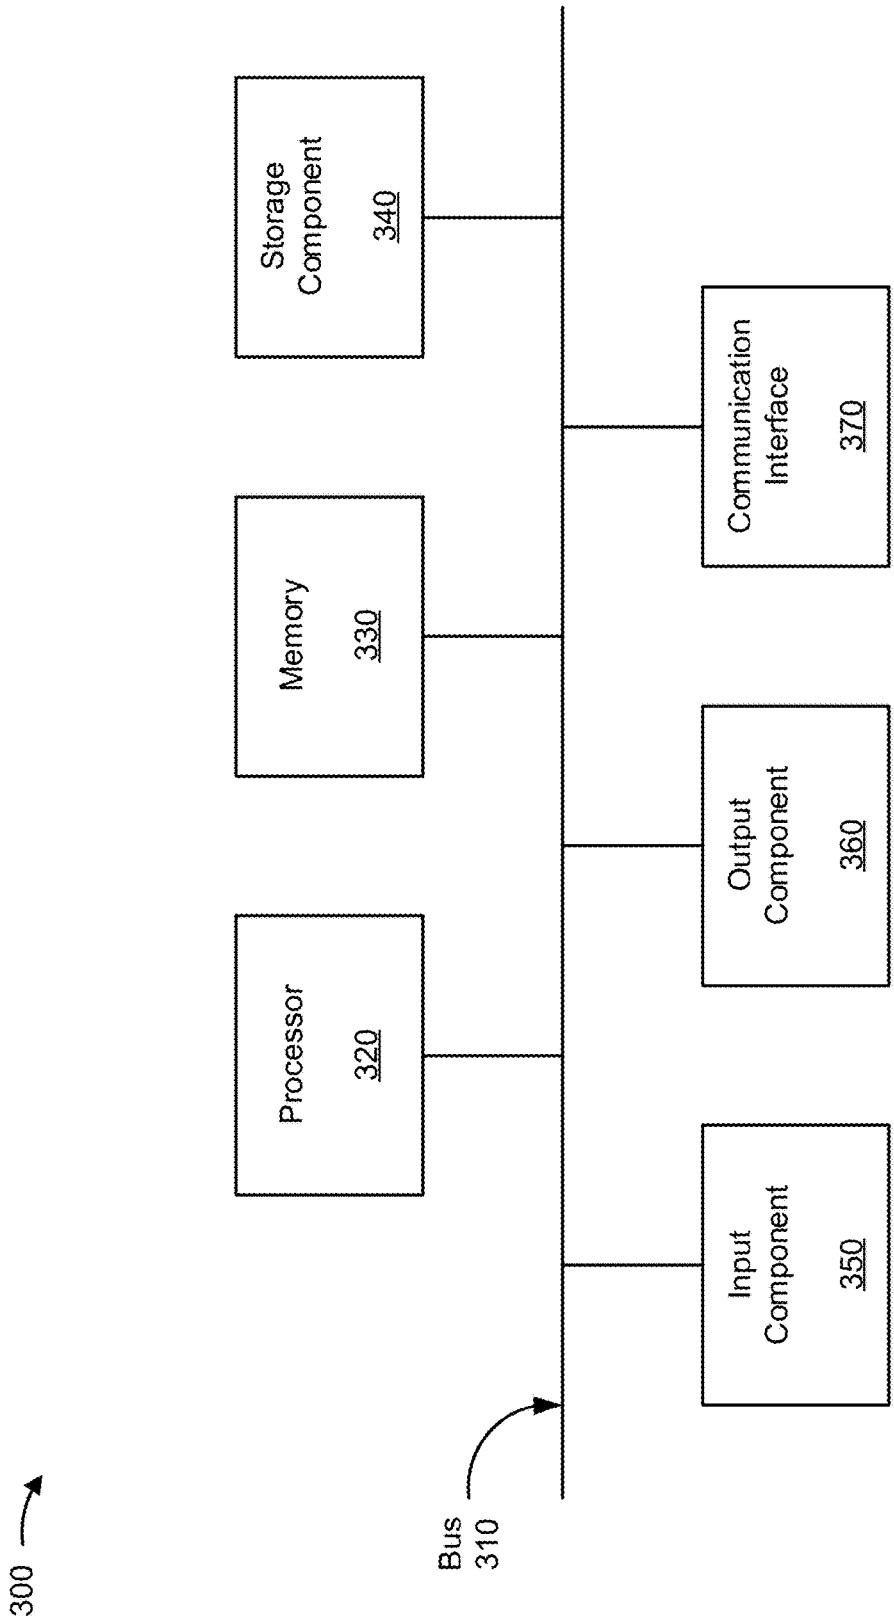 300
Processor
320
Memory
330
Storage
Component
340
Bus
310
Input
Component
350
Output
Component
360
Communication
Interface
370